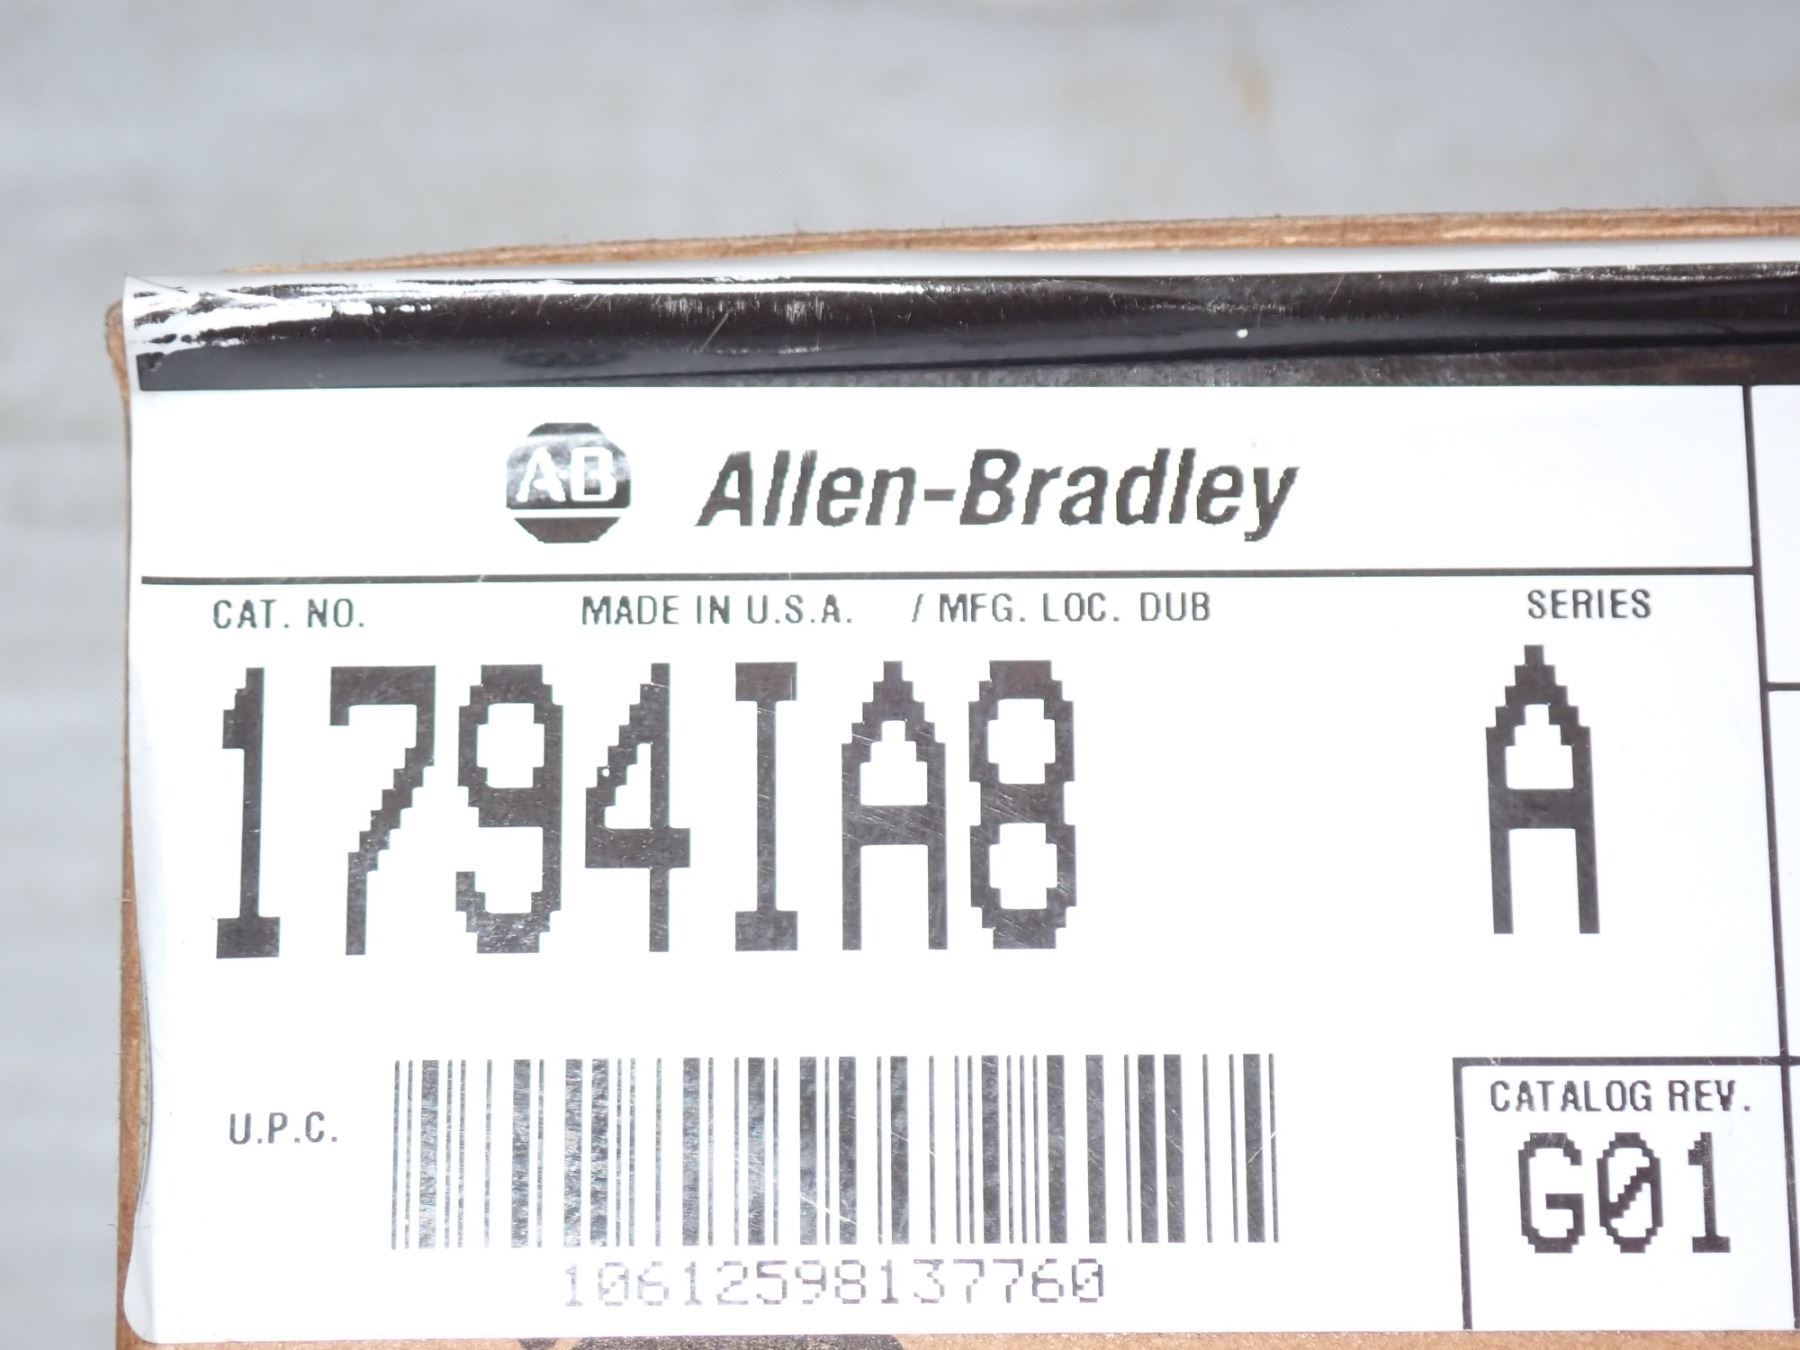 AB Allen-Bradley
CAT. NO. MADE IN U.S.A. / MFG. LOC. DUB SERIES
1794IA8 A
U.P.C.
CATALOG REV.
G01
10612598137760